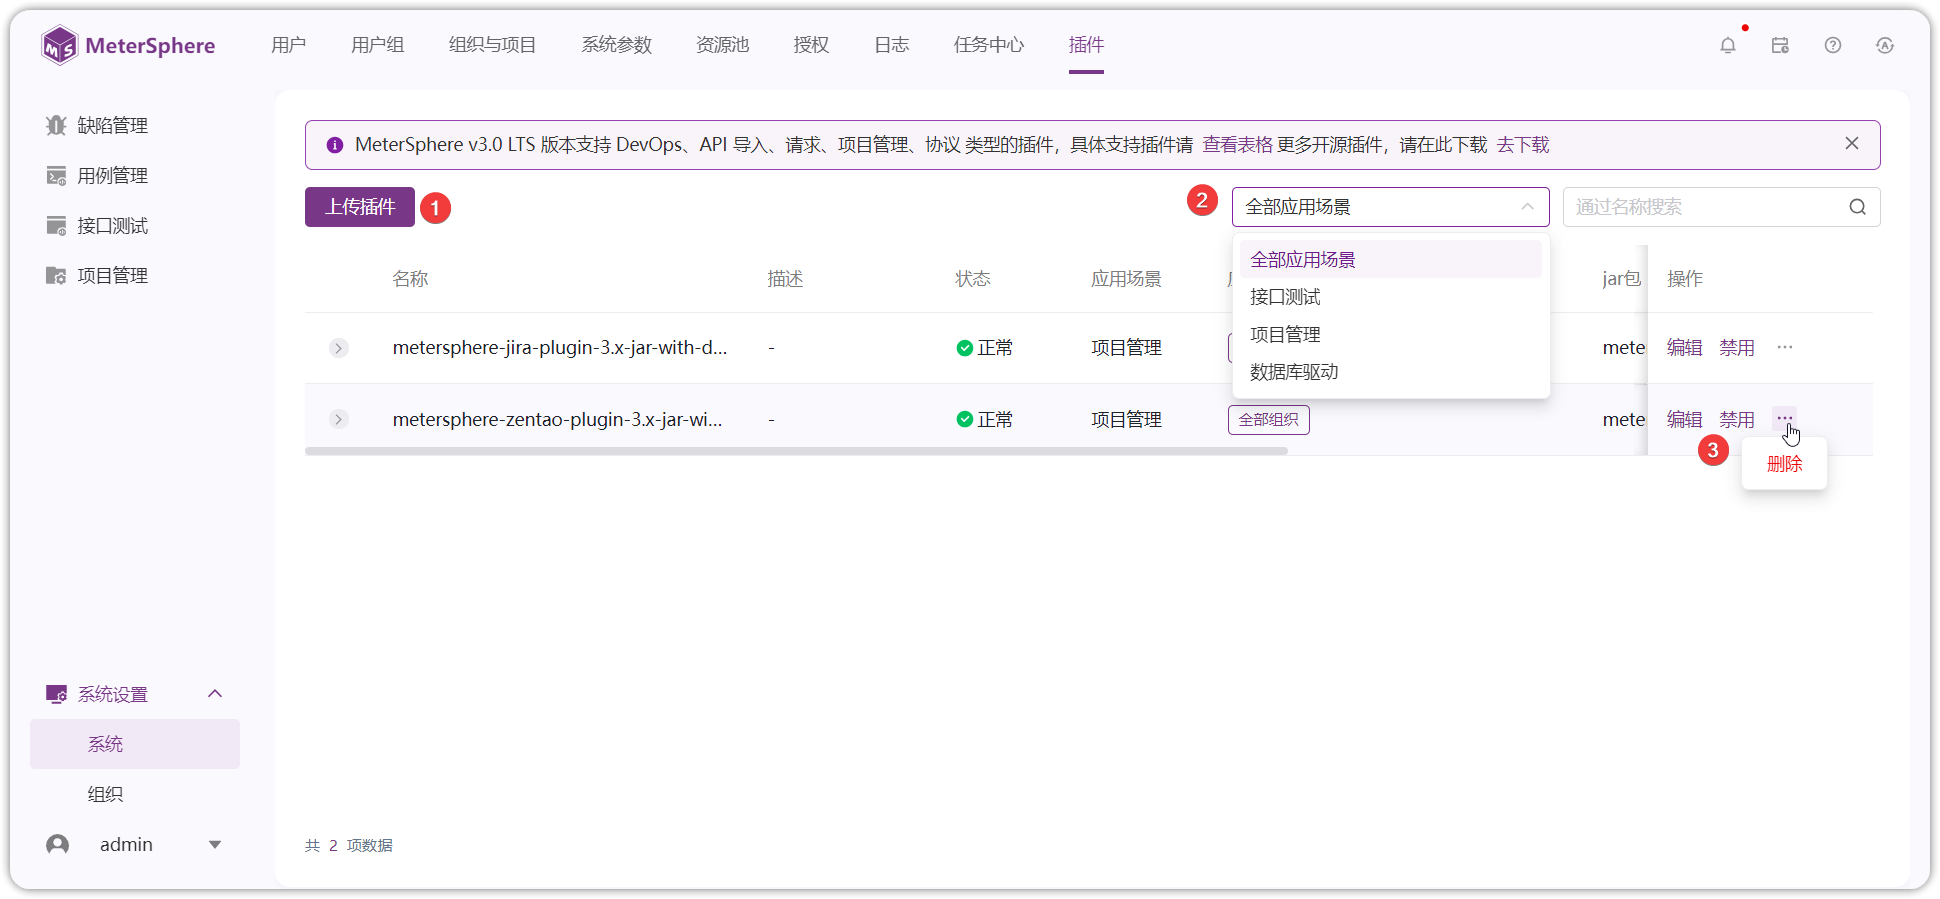 MeterSphere 用户 用户组 组织与项目 系统参数 资源池 授权 日志 任务中心 插件
缺陷管理
用例管理
接口测试
项目管理
MeterSphere v3.0 LTS 版本支持 DevOps、API 导入、请求、项目管理、协议 类型的插件，具体支持插件请 查看表格 更多开源插件，请在此下载 去下载
上传插件 1 2 全部应用场景 通过名称搜索
全部应用场景
接口测试
项目管理
数据库驱动
名称 描述 状态 应用场景 jar包 操作
metersphere-jira-plugin-3.x-jar-with-d... - 正常 项目管理 mete 编辑 禁用 ...
metersphere-zentao-plugin-3.x-jar-wi... - 正常 项目管理 全部组织 mete 编辑 禁用 ...
3 删除
系统设置
系统
组织
admin
共 2 项数据